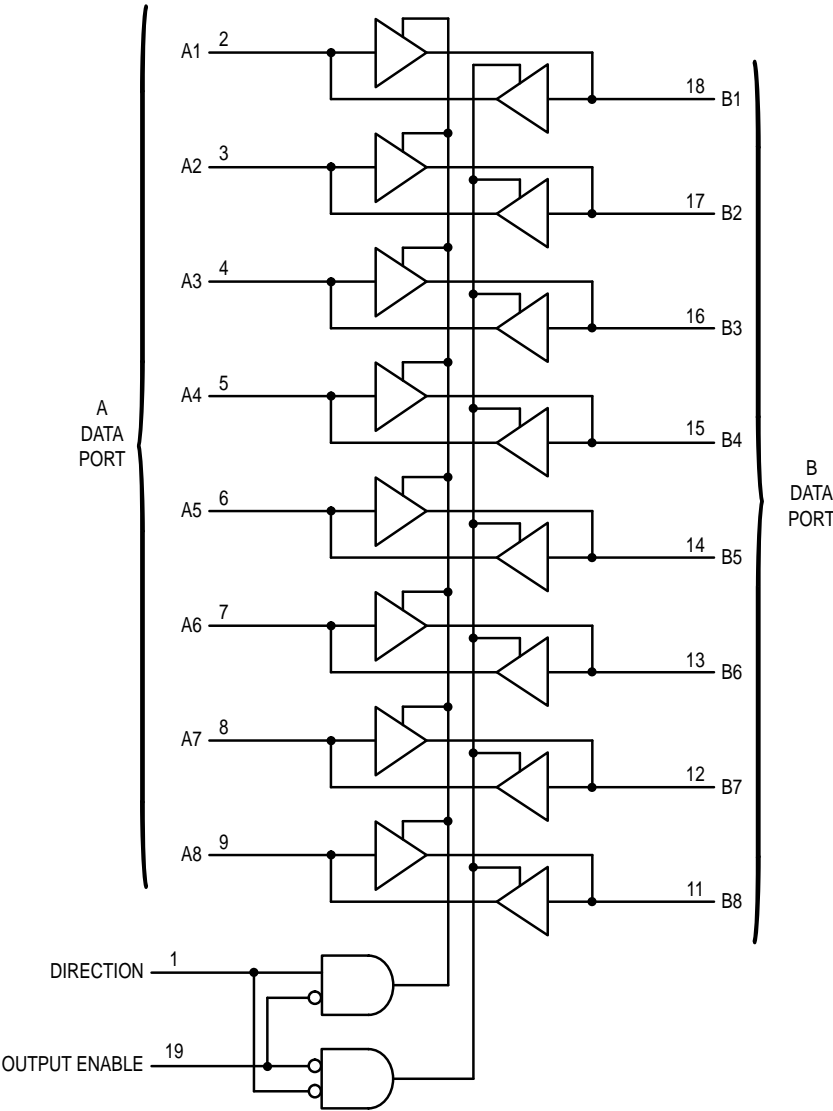 A1 2
18 B1
A2 3
17 B2
A3 4
16 B3
A4 5
15 B4
A
DATA
PORT
B
DATA
PORT
A5 6
14 B5
A6 7
13 B6
A7 8
12 B7
A8 9
11 B8
DIRECTION 1
OUTPUT ENABLE 19